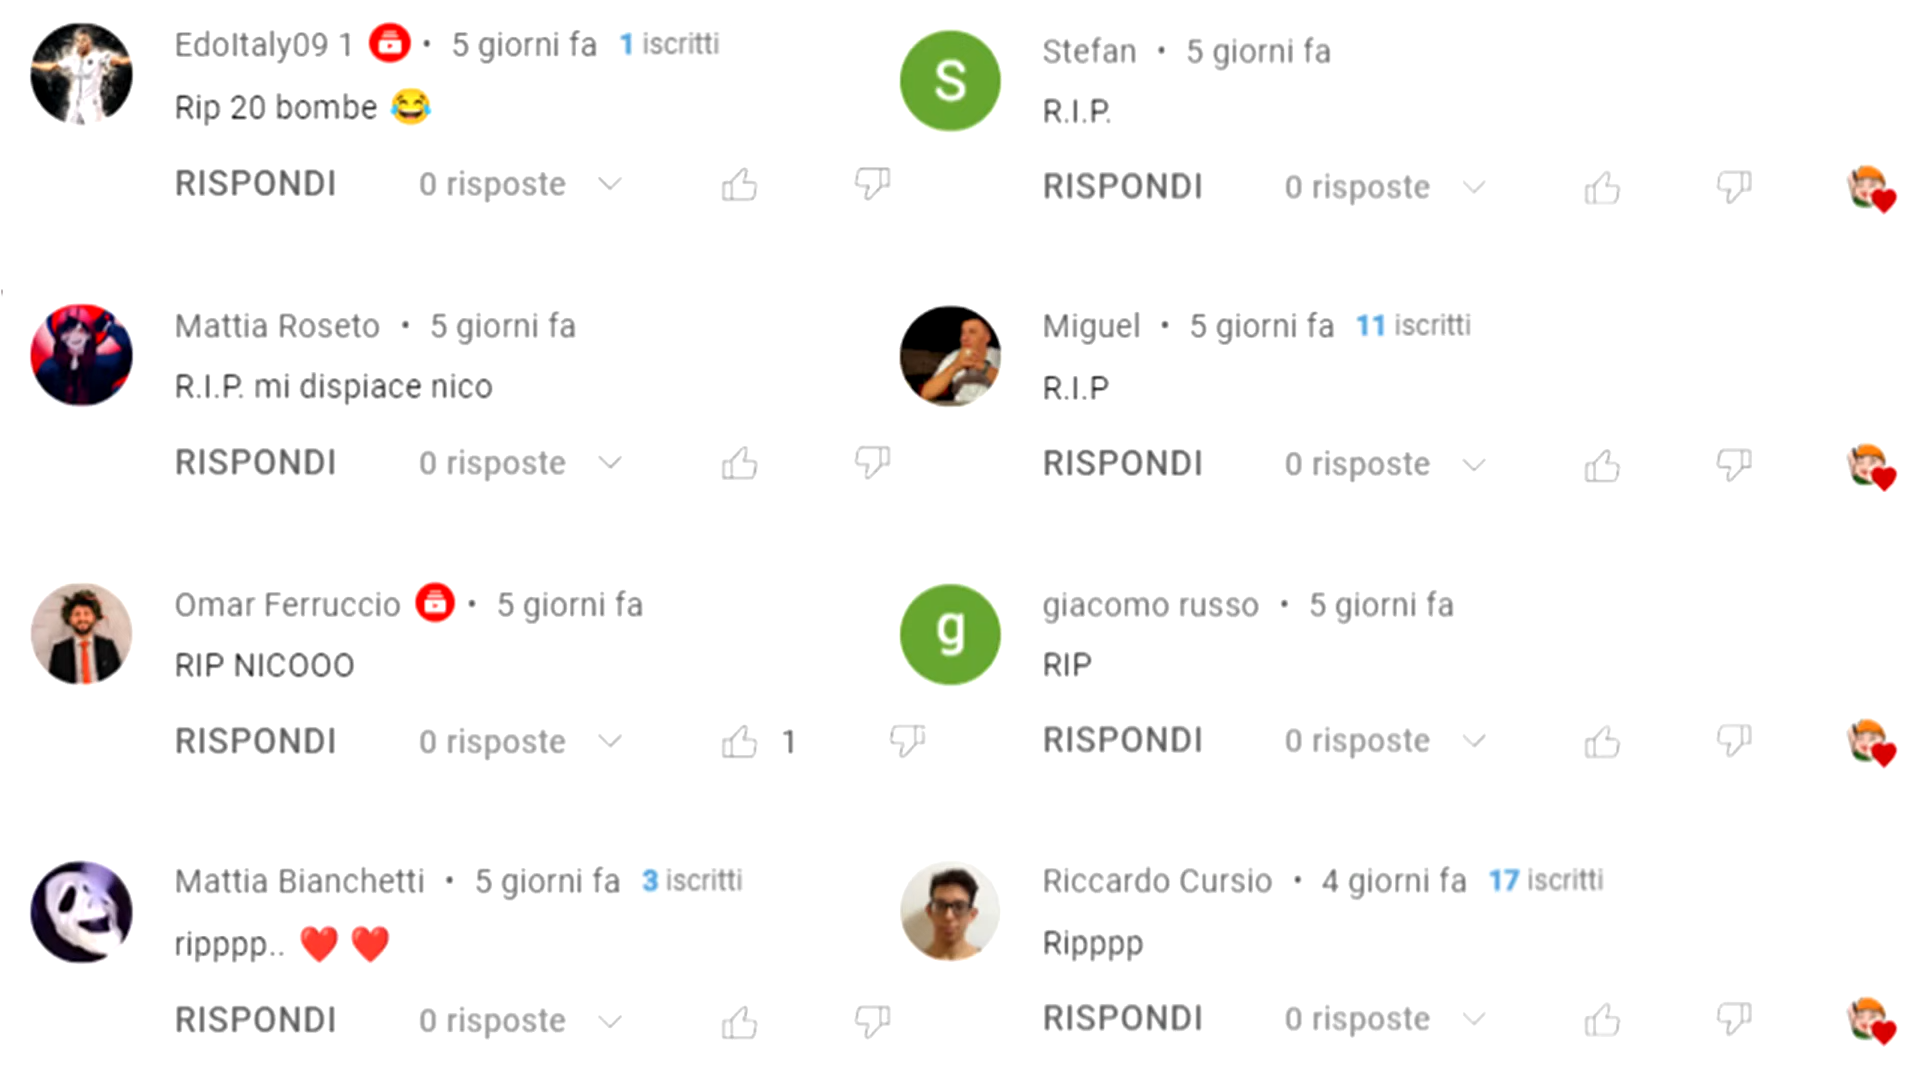 EdoItaly09 1 • 5 giorni fa 1 iscritti
Rip 20 bombe 😂
RISPONDI 0 risposte
Mattia Roseto • 5 giorni fa
R.I.P. mi dispiace nico
RISPONDI 0 risposte
Omar Ferruccio • 5 giorni fa
RIP NICOOO
RISPONDI 0 risposte 1
Mattia Bianchetti • 5 giorni fa 3 iscritti
ripppp.. ❤️ ❤️
RISPONDI 0 risposte
S
Stefan • 5 giorni fa
R.I.P.
RISPONDI 0 risposte
Miguel • 5 giorni fa 11 iscritti
R.I.P
RISPONDI 0 risposte
g
giacomo russo • 5 giorni fa
RIP
RISPONDI 0 risposte
Riccardo Cursio • 4 giorni fa 17 iscritti
Ripppp
RISPONDI 0 risposte